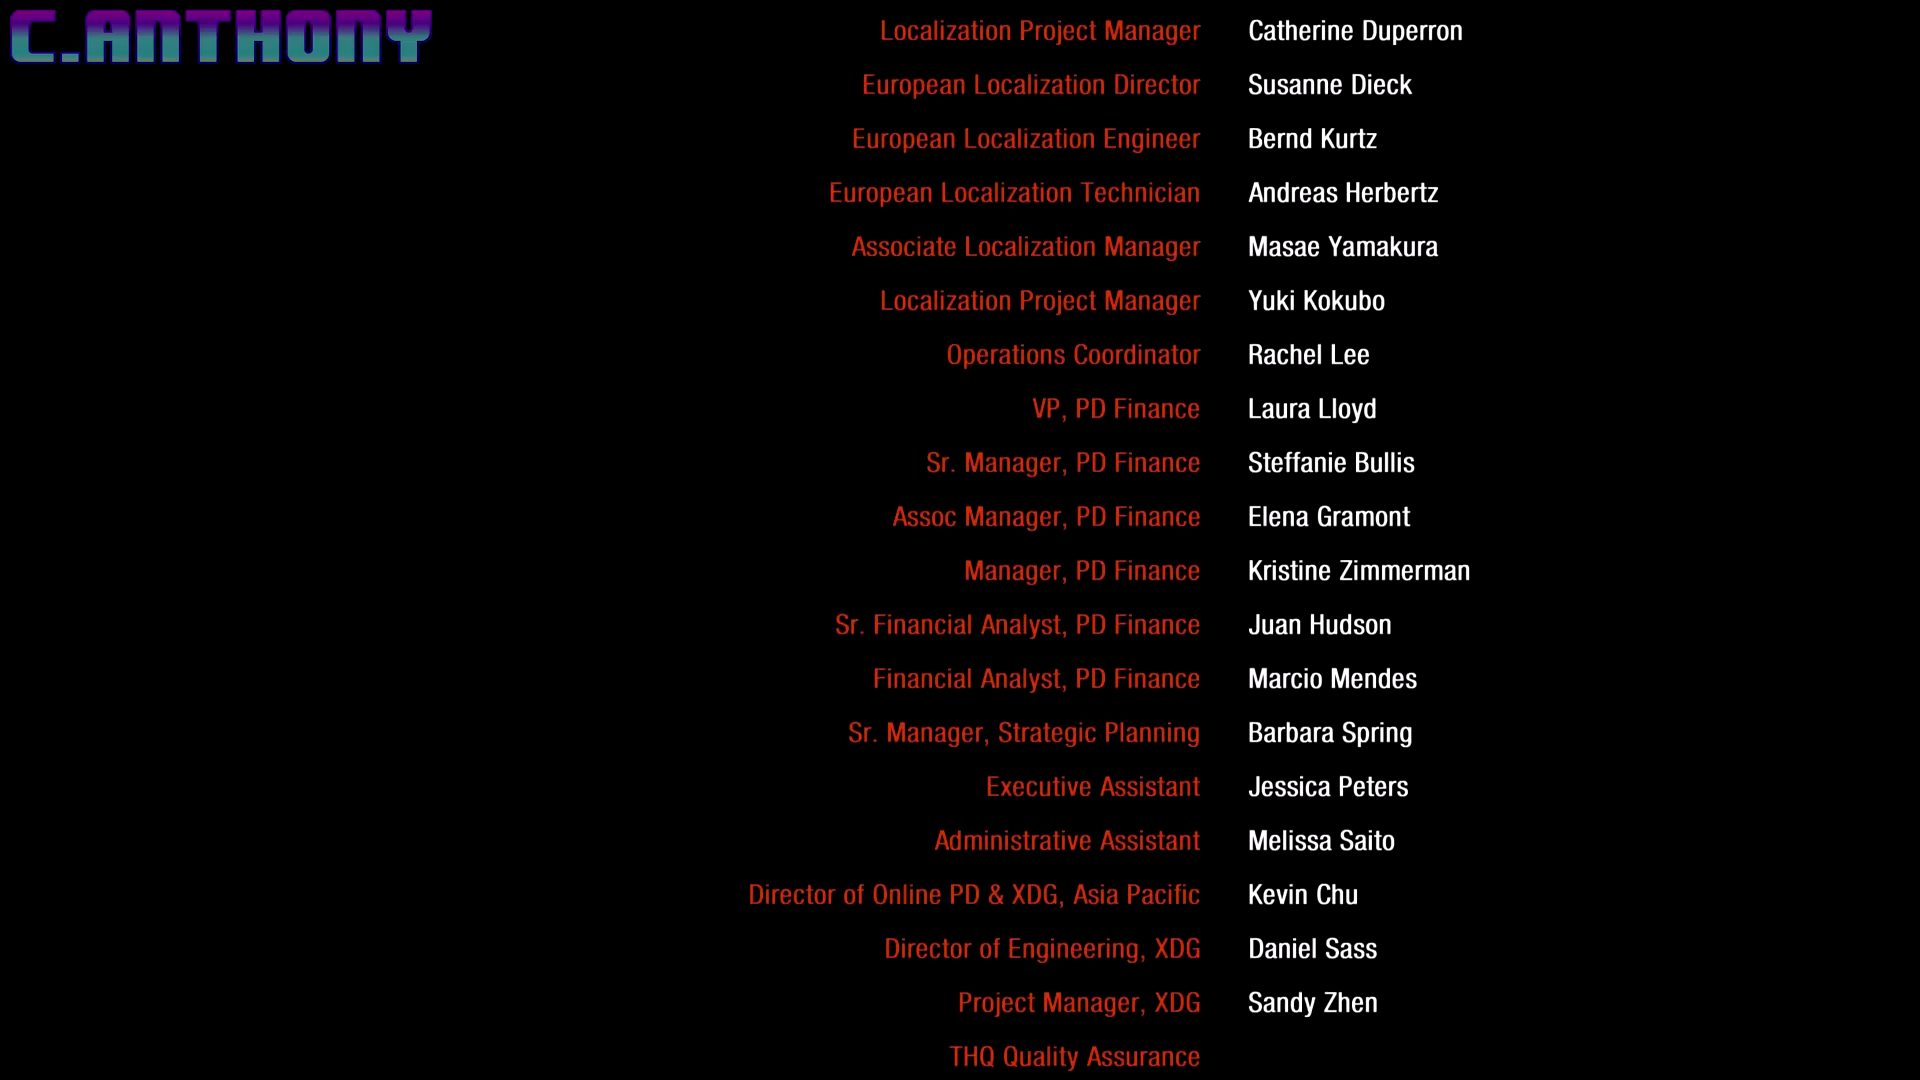 C.ANTHONY
Localization Project Manager Catherine Duperron
European Localization Director Susanne Dieck
European Localization Engineer Bernd Kurtz
European Localization Technician Andreas Herbertz
Associate Localization Manager Masae Yamakura
Localization Project Manager Yuki Kokubo
Operations Coordinator Rachel Lee
VP, PD Finance Laura Lloyd
Sr. Manager, PD Finance Steffanie Bullis
Assoc Manager, PD Finance Elena Gramont
Manager, PD Finance Kristine Zimmerman
Sr. Financial Analyst, PD Finance Juan Hudson
Financial Analyst, PD Finance Marcio Mendes
Sr. Manager, Strategic Planning Barbara Spring
Executive Assistant Jessica Peters
Administrative Assistant Melissa Saito
Director of Online PD & XDG, Asia Pacific Kevin Chu
Director of Engineering, XDG Daniel Sass
Project Manager, XDG Sandy Zhen
THQ Quality Assurance